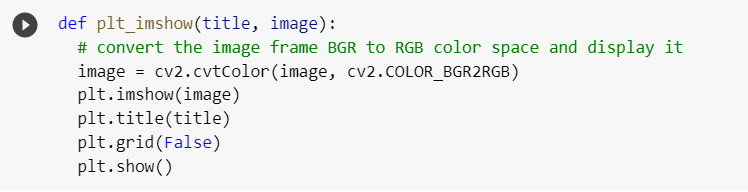 def plt_imshow(title, image):
  # convert the image frame BGR to RGB color space and display it
  image = cv2.cvtColor(image, cv2.COLOR_BGR2RGB)
  plt.imshow(image)
  plt.title(title)
  plt.grid(False)
  plt.show()